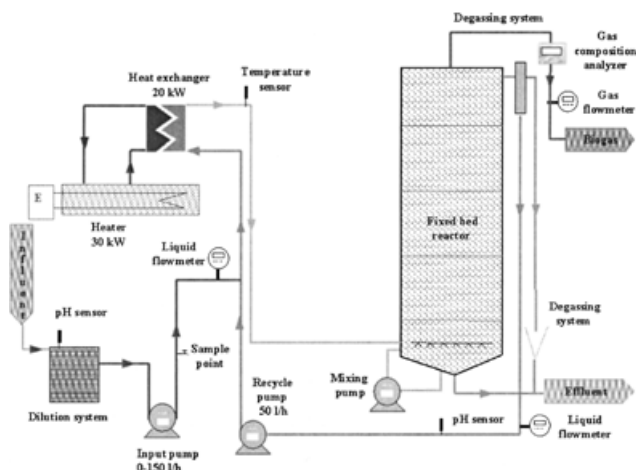 Degassing system
Gas
composition
analyzer
Heat exchanger
20 kW
Temperature
sensor
Gas
flowmeter
Biogas
E
Fixed bed
reactor
Heater
30 kW
Influent
Liquid
flowmeter
pH sensor
Degassing
system
Sample
point
Mixing
pump
Effluent
Dilution system
Recycle
pump
50 l/h
pH sensor
Liquid
flowmeter
Input pump
0-150 l/h